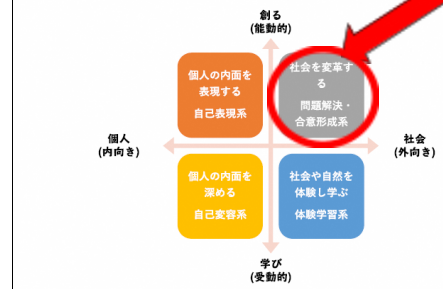 創る
(能動的)
個人の内面を
表現する
自己表現系
社会を変革す
る
問題解決・
合意形成系
個人
(内向き)
社会
(外向き)
個人の内面を
深める
自己変容系
社会や自然を
体験し学ぶ
体験学習系
学び
(受動的)